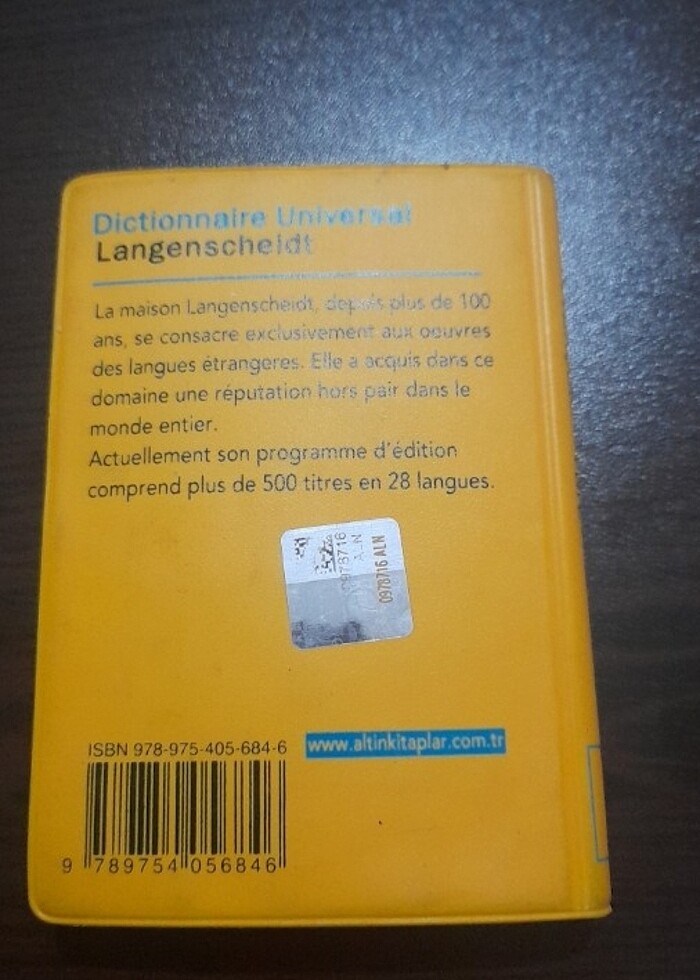 Dictionnaire Universal
Langenscheidt
La maison Langenscheidt, depuis plus de 100
ans, se consacre exclusivement aux oeuvres
des langues étrangeres. Elle a acquis dans ce
domaine une réputation hors pair dans le
monde entier.
Actuellement son programme d'édition
comprend plus de 500 titres en 28 langues.
0978716
ALN
0978716 ALN
ISBN 978-975-405-684-6
www.altinkitaplar.com.tr
9 789754 056846